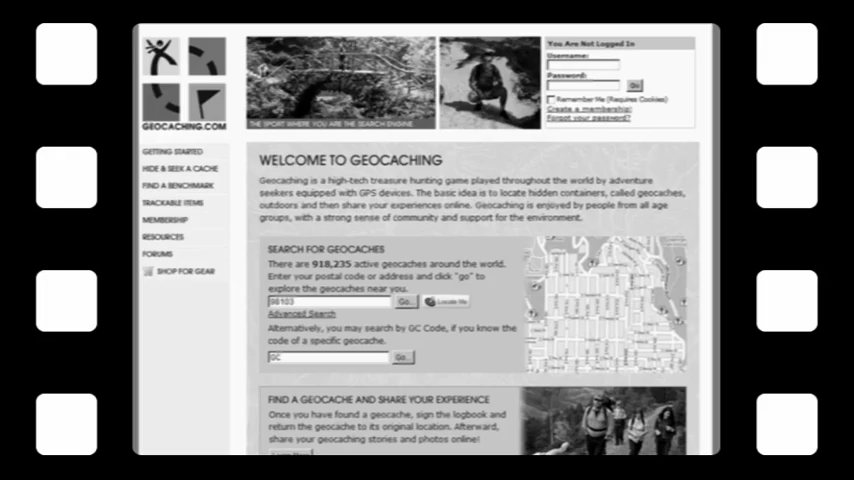 You Are Not Logged In
Username:
Password:
Go
Remember Me (Requires Cookies)
Create a membership!
Forgot your password?
THE SPORT WHERE YOU ARE THE SEARCH ENGINE
GEOCACHING.COM
GETTING STARTED
HIDE & SEEK A CACHE
FIND A BENCHMARK
TRACKABLE ITEMS
MEMBERSHIP
RESOURCES
FORUMS
SHOP FOR GEAR
WELCOME TO GEOCACHING
Geocaching is a high-tech treasure hunting game played throughout the world by adventure
seekers equipped with GPS devices. The basic idea is to locate hidden containers, called geocaches,
outdoors and then share your experiences online. Geocaching is enjoyed by people from all age
groups, with a strong sense of community and support for the environment.
SEARCH FOR GEOCACHES
There are 918,235 active geocaches around the world.
Enter your postal code or address and click "go" to
explore the geocaches near you.
98103 Go... Locate Me
Advanced Search
Alternatively, you may search by GC Code, if you know the
code of a specific geocache.
GC Go...
FIND A GEOCACHE AND SHARE YOUR EXPERIENCE
Once you have found a geocache, sign the logbook and
return the geocache to its original location. Afterward,
share your geocaching stories and photos online!